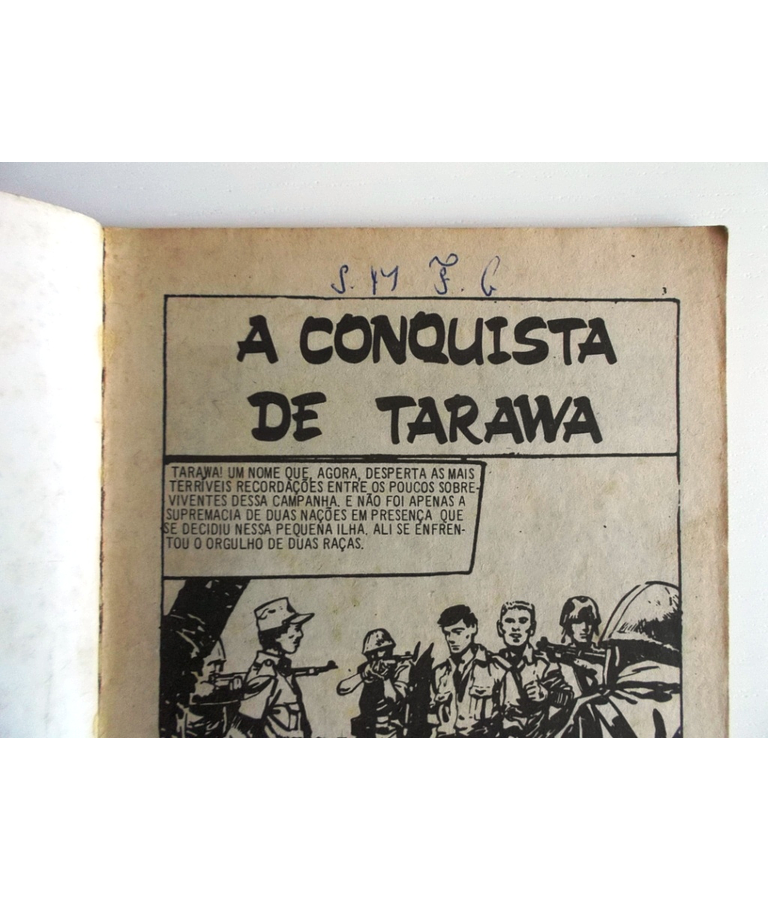 S. M F. G
3
A CONQUISTA
DE TARAWA
TARAWA! UM NOME QUE, AGORA, DESPERTA AS MAIS
TERRÍVEIS RECORDAÇÕES ENTRE OS POUCOS SOBRE-
VIVENTES DESSA CAMPANHA. E NÃO FOI APENAS A
SUPREMACIA DE DUAS NAÇÕES EM PRESENÇA QUE
SE DECIDIU NESSA PEQUENA ILHA. ALI SE ENFREN-
TOU O ORGULHO DE DUAS RAÇAS.